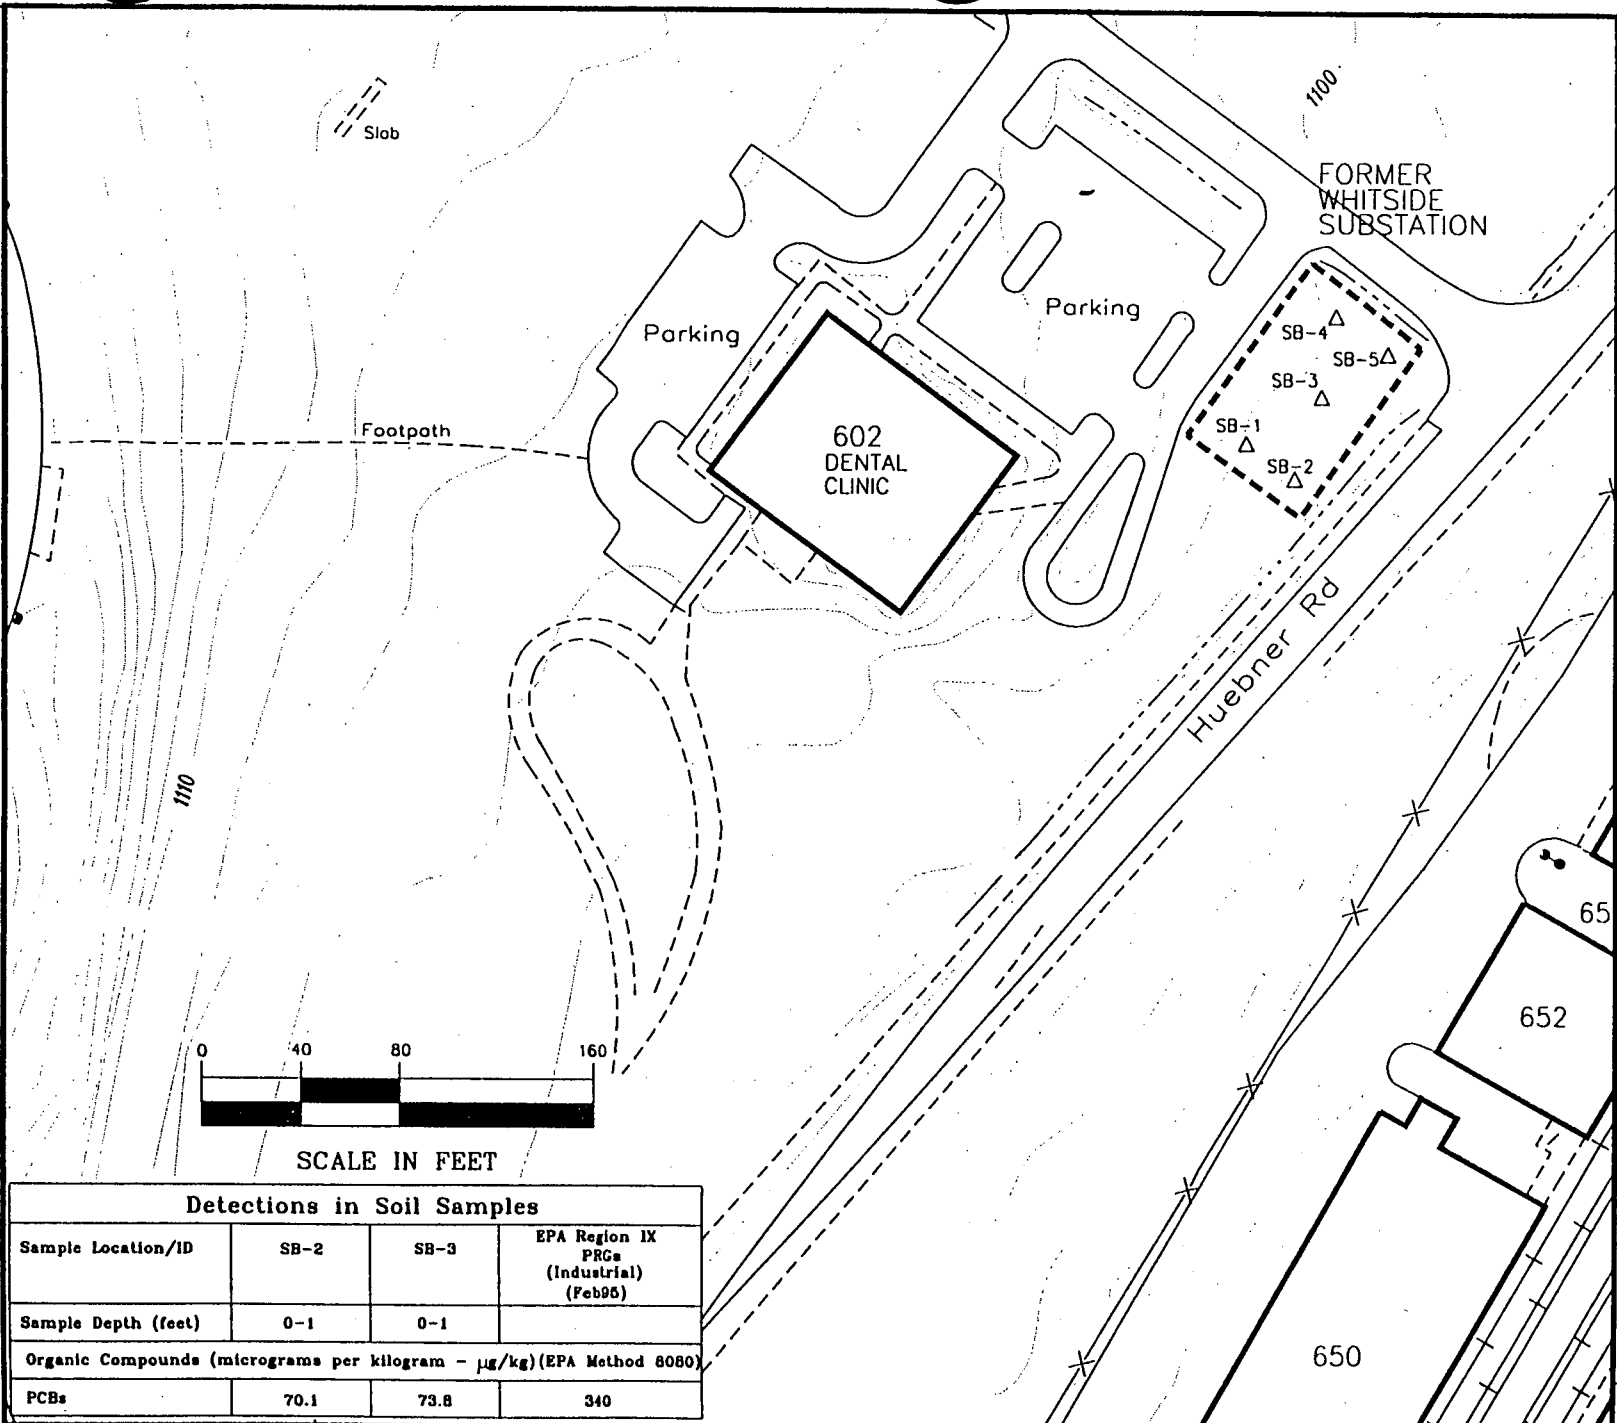 1100
Slab
FORMER
WHITSIDE
SUBSTATION
Parking
Parking
SB-4
SB-5
SB-3
SB-1
SB-2
Footpath
602
DENTAL
CLINIC
Huebner Rd
1110
65
652
650
0 40 80 160
SCALE IN FEET
Detections in Soil Samples
Sample Location/ID SB-2 SB-3 EPA Region IX
PRGs
(Industrial)
(Feb95)
Sample Depth (feet) 0-1 0-1
Organic Compounds (micrograms per kilogram - µg/kg)(EPA Method 8080)
PCBs 70.1 73.8 340